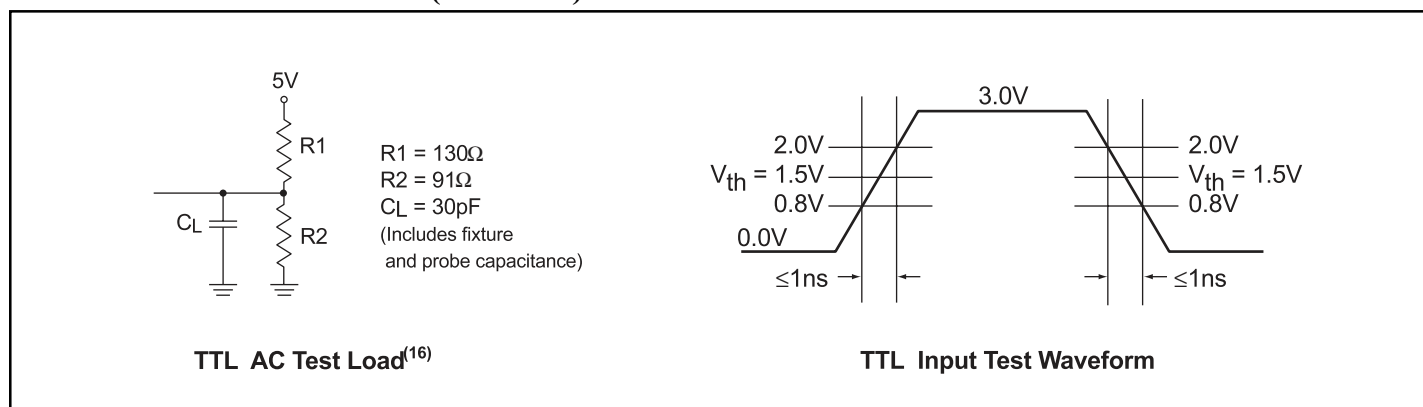 5V
R1
R1 = 130Ω
R2 = 91Ω
CL = 30pF
(Includes fixture
and probe capacitance)
CL
R2
TTL AC Test Load(16)
3.0V
2.0V
Vth = 1.5V
0.8V
0.0V
≤1ns
2.0V
Vth = 1.5V
0.8V
≤1ns
TTL Input Test Waveform